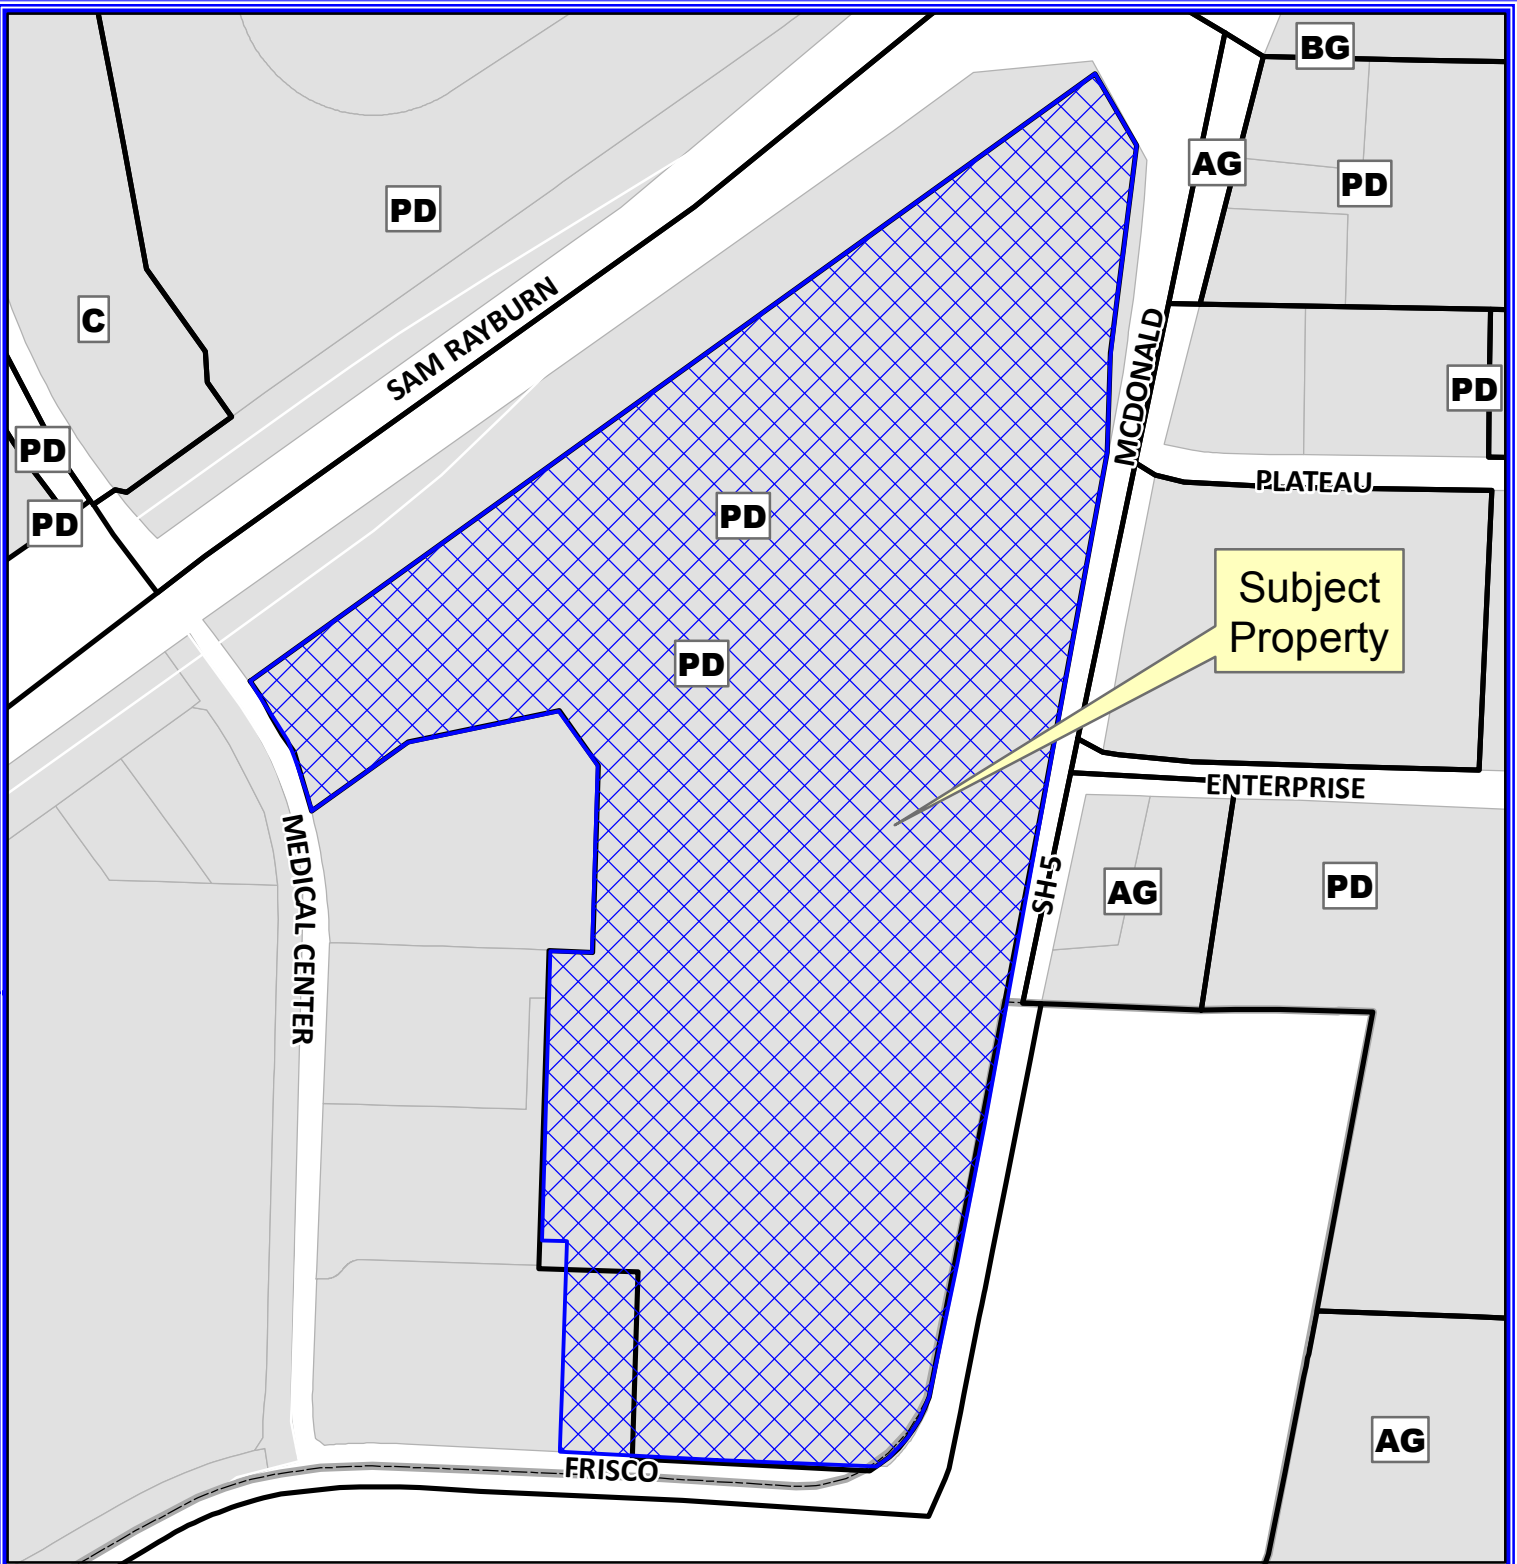 BG
AG
PD
PD
C
SAM RAYBURN
MCDONALD
PD
PD
PD
PLATEAU
PD
PD
Subject
Property
PD
ENTERPRISE
MEDICAL CENTER
SH-5
AG
PD
AG
FRISCO